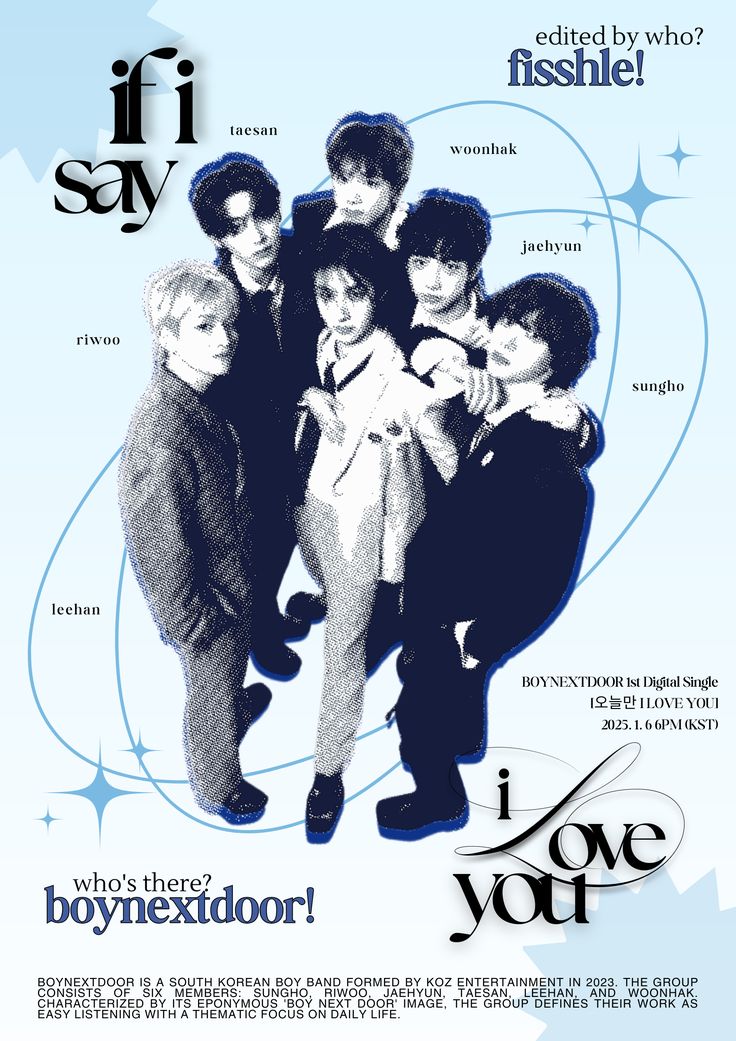 if i
say
edited by who?
fisshle!
taesan
woonhak
jaehyun
riwoo
sungho
leehan
BOYNEXTDOOR 1st Digital Single
[오늘만 I LOVE YOU]
2025. 1. 6 6PM (KST)
i
Love
you
who's there?
boynextdoor!
BOYNEXTDOOR IS A SOUTH KOREAN BOY BAND FORMED BY KOZ ENTERTAINMENT IN 2023. THE GROUP
CONSISTS OF SIX MEMBERS: SUNGHO, RIWOO, JAEHYUN, TAESAN, LEEHAN, AND WOONHAK.
CHARACTERIZED BY ITS EPONYMOUS 'BOY NEXT DOOR' IMAGE, THE GROUP DEFINES THEIR WORK AS
EASY LISTENING WITH A THEMATIC FOCUS ON DAILY LIFE.